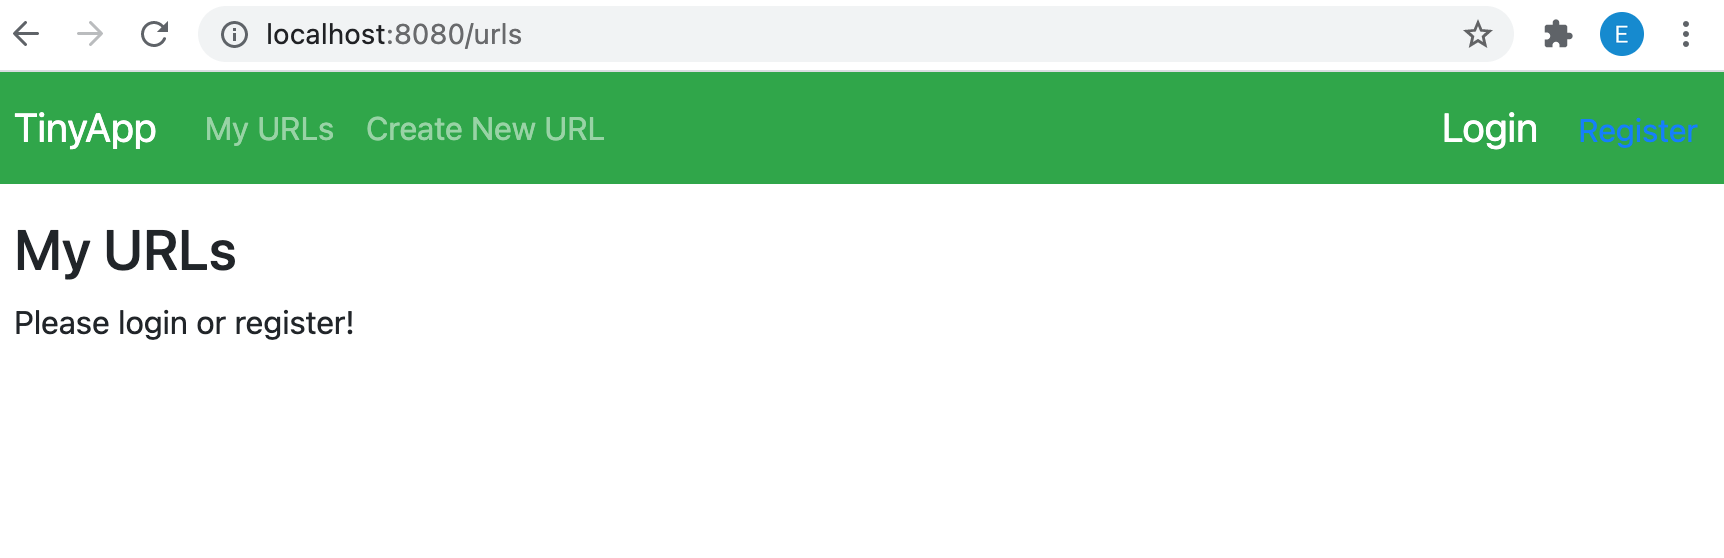 localhost:8080/urls
E
TinyApp My URLs Create New URL Login Register
My URLs
Please login or register!